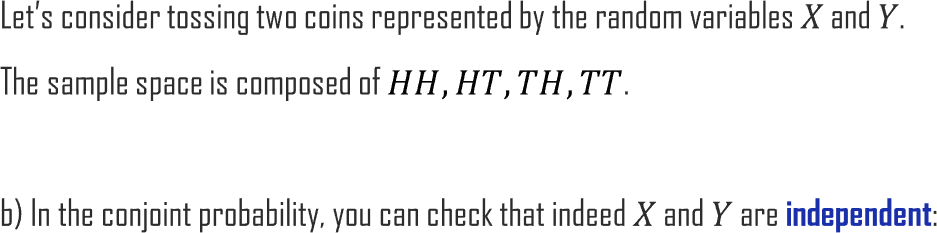 Let's consider tossing two coins represented by the random variables X and Y.
The sample space is composed of HH, HT, TH, TT.
b) In the conjoint probability, you can check that indeed X and Y are independent: